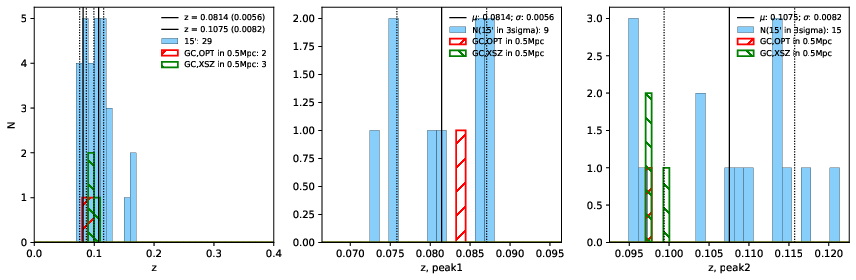 z = 0.0814 (0.0056)
z = 0.1075 (0.0082)
15': 29
GC,OPT in 0.5Mpc: 2
GC,XSZ in 0.5Mpc: 3
N
5
4
3
2
1
0
0.0 0.1 0.2 0.3 0.4
z
μ: 0.0814; σ: 0.0056
N(15' in 3sigma): 9
GC,OPT in 0.5Mpc
GC,XSZ in 0.5Mpc
2.00
1.75
1.50
1.25
1.00
0.75
0.50
0.25
0.00
0.070 0.075 0.080 0.085 0.090 0.095
z, peak1
μ: 0.1075; σ: 0.0082
N(15' in 3sigma): 15
GC,OPT in 0.5Mpc
GC,XSZ in 0.5Mpc
3.0
2.5
2.0
1.5
1.0
0.5
0.0
0.095 0.100 0.105 0.110 0.115 0.120
z, peak2